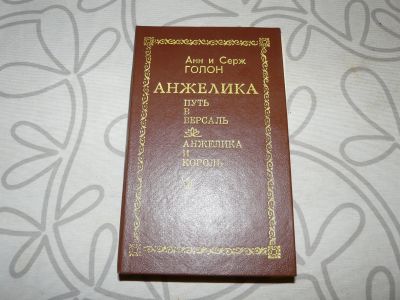 Анн и Серж
ГОЛОН
АНЖЕЛИКА
ПУТЬ
В
ВЕРСАЛЬ
АНЖЕЛИКА
И
КОРОЛЬ